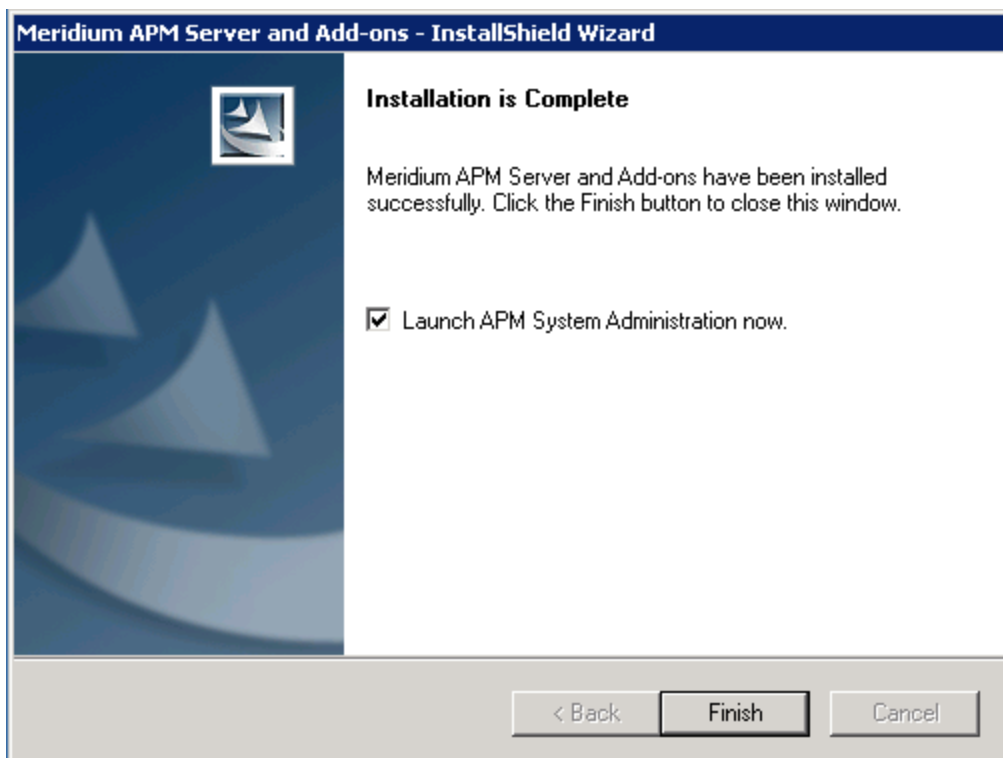 Meridium APM Server and Add-ons - InstallShield Wizard
Installation is Complete
Meridium APM Server and Add-ons have been installed
successfully. Click the Finish button to close this window.
Launch APM System Administration now.
< Back
Finish
Cancel